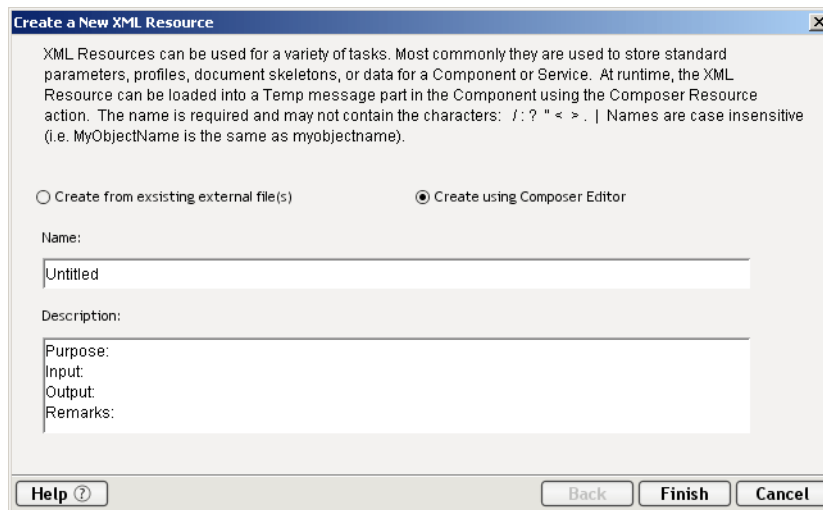 Create a New XML Resource
XML Resources can be used for a variety of tasks. Most commonly they are used to store standard
parameters, profiles, document skeletons, or data for a Component or Service. At runtime, the XML
Resource can be loaded into a Temp message part in the Component using the Composer Resource
action. The name is required and may not contain the characters: / : ? " < > . | Names are case insensitive
(i.e. MyObjectName is the same as myobjectname).
Create from exsisting external file(s) Create using Composer Editor
Name:
Untitled
Description:
Purpose:
Input:
Output:
Remarks:
Help ? Back Finish Cancel